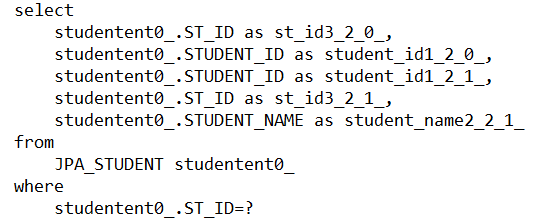 select
studentent0_.ST_ID as st_id3_2_0_,
studentent0_.STUDENT_ID as student_id1_2_0_,
studentent0_.STUDENT_ID as student_id1_2_1_,
studentent0_.ST_ID as st_id3_2_1_,
studentent0_.STUDENT_NAME as student_name2_2_1_
from
JPA_STUDENT studentent0_
where
studentent0_.ST_ID=?